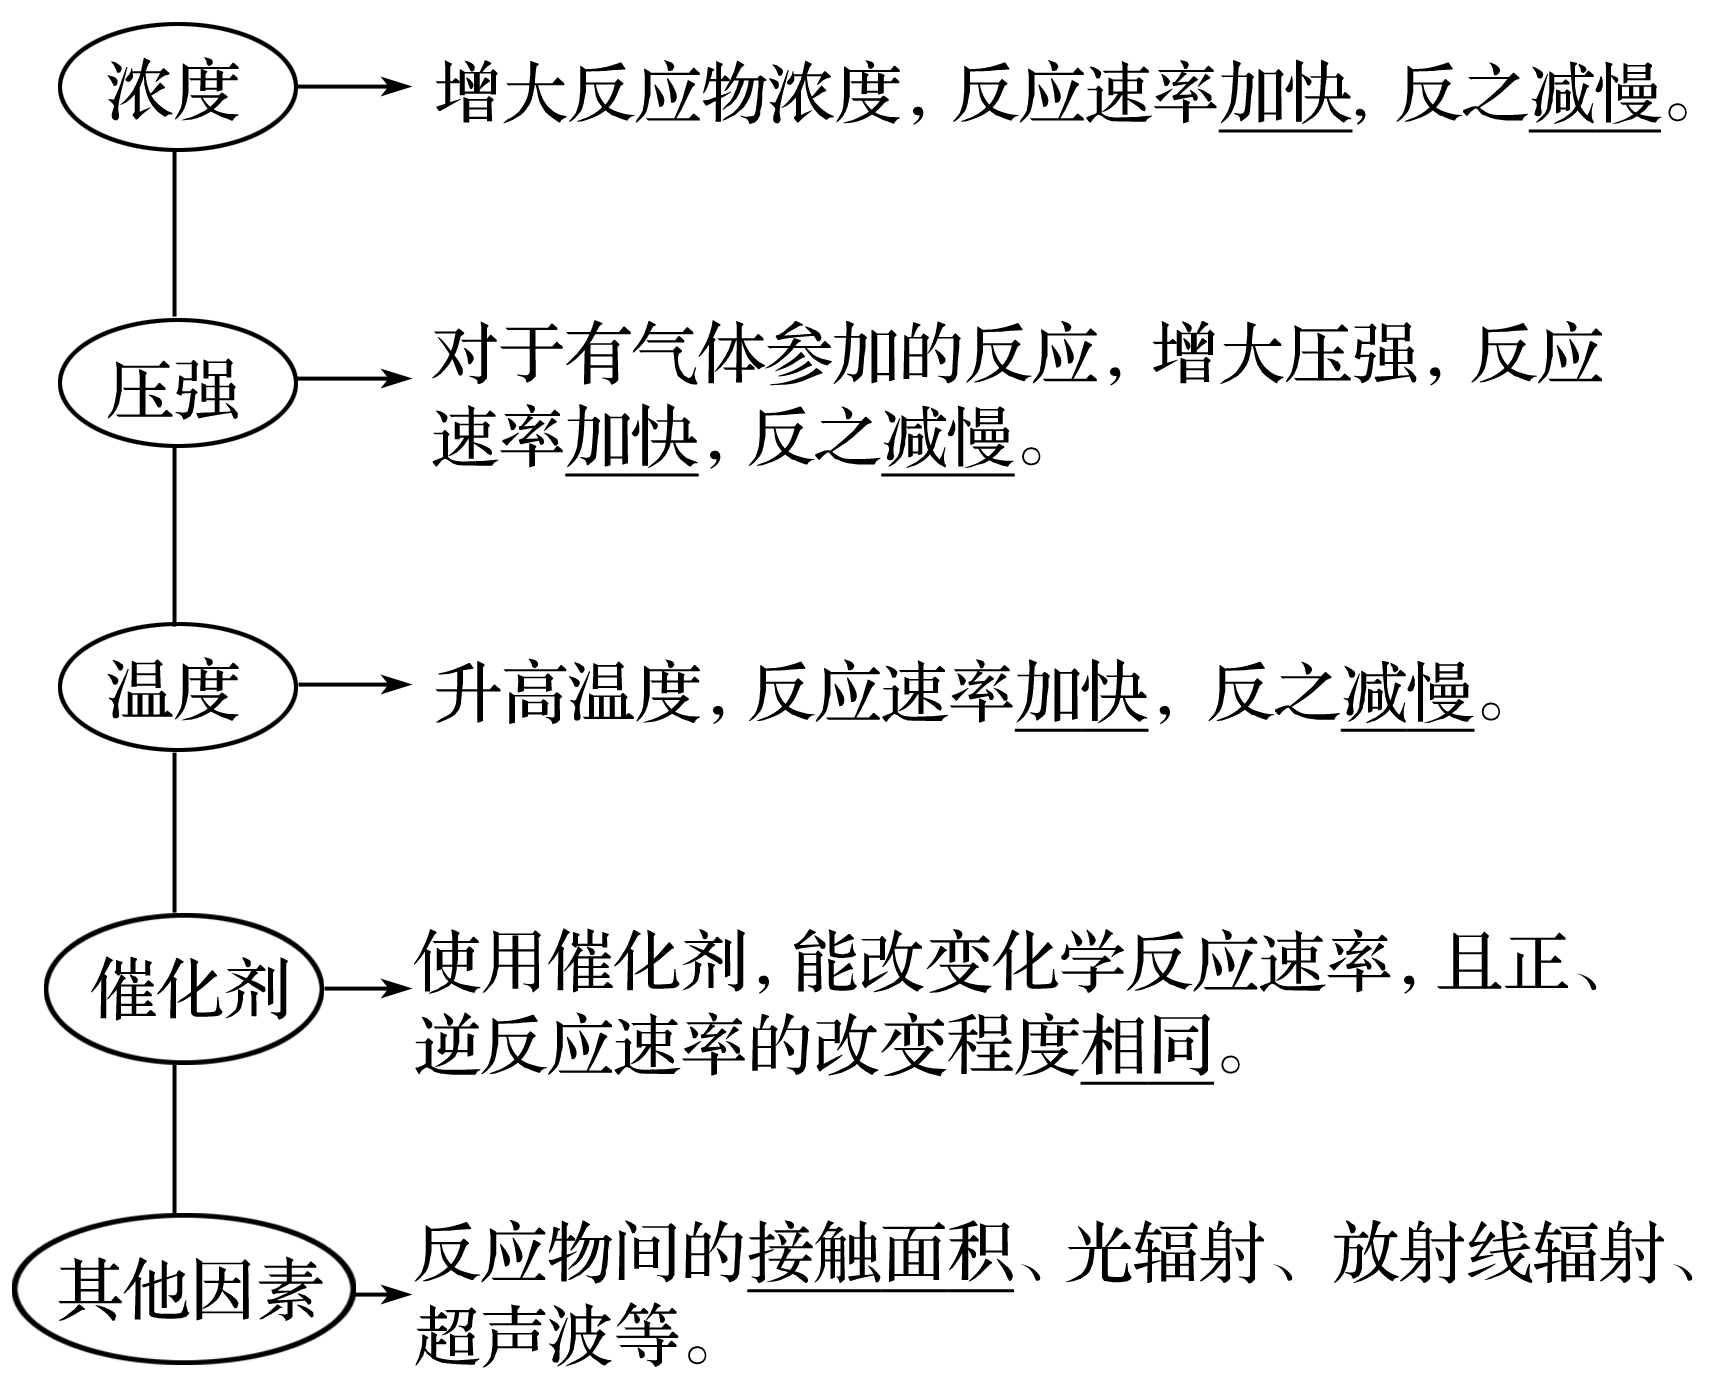 浓度
增大反应物浓度,反应速率加快,反之减慢。
压强
对于有气体参加的反应,增大压强,反应
速率加快,反之减慢。
温度
升高温度,反应速率加快,反之减慢。
催化剂
使用催化剂,能改变化学反应速率,且正、
逆反应速率的改变程度相同。
其他因素
反应物间的接触面积、光辐射、放射线辐射、
超声波等。